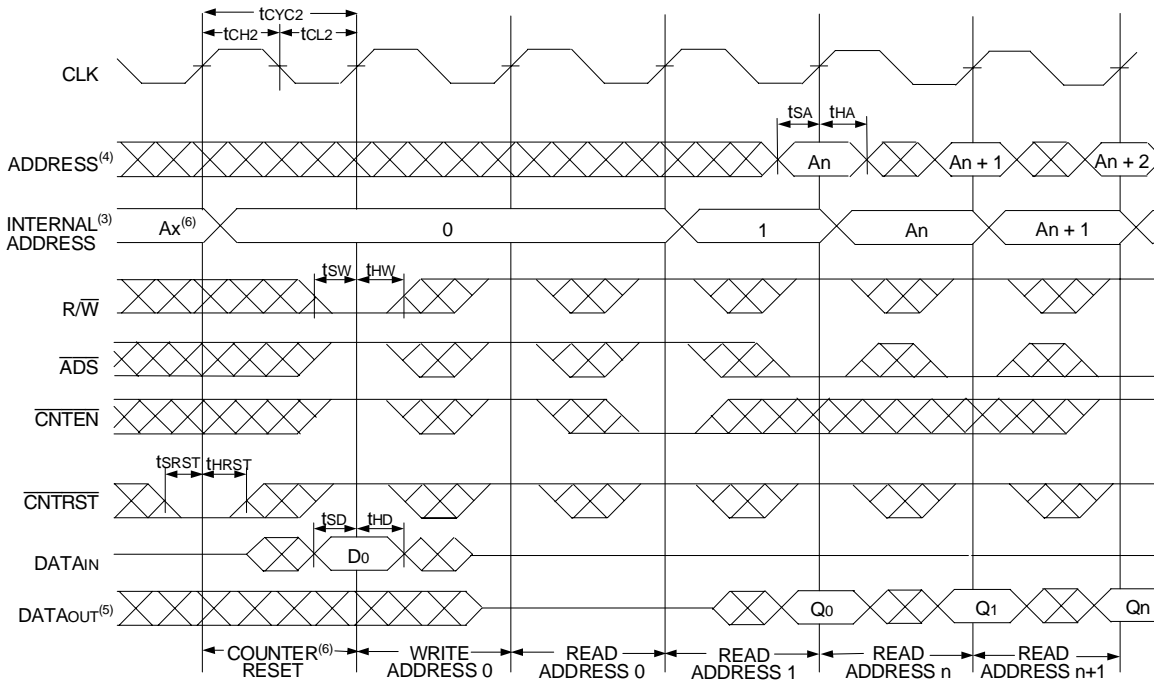 tCYC2
tCH2 tCL2
CLK
tSA tHA
ADDRESS(4) An An + 1 An + 2
INTERNAL(3)
ADDRESS
Ax(6) 0 1 An An + 1
tSW tHW
R/W
ADS
CNTEN
tSRST tHRST
CNTRST
tSD tHD
DATAIN D0
DATAOUT(5) Q0 Q1 Qn
COUNTER(6)
RESET
WRITE
ADDRESS 0
READ
ADDRESS 0
READ
ADDRESS 1
READ
ADDRESS n
READ
ADDRESS n+1